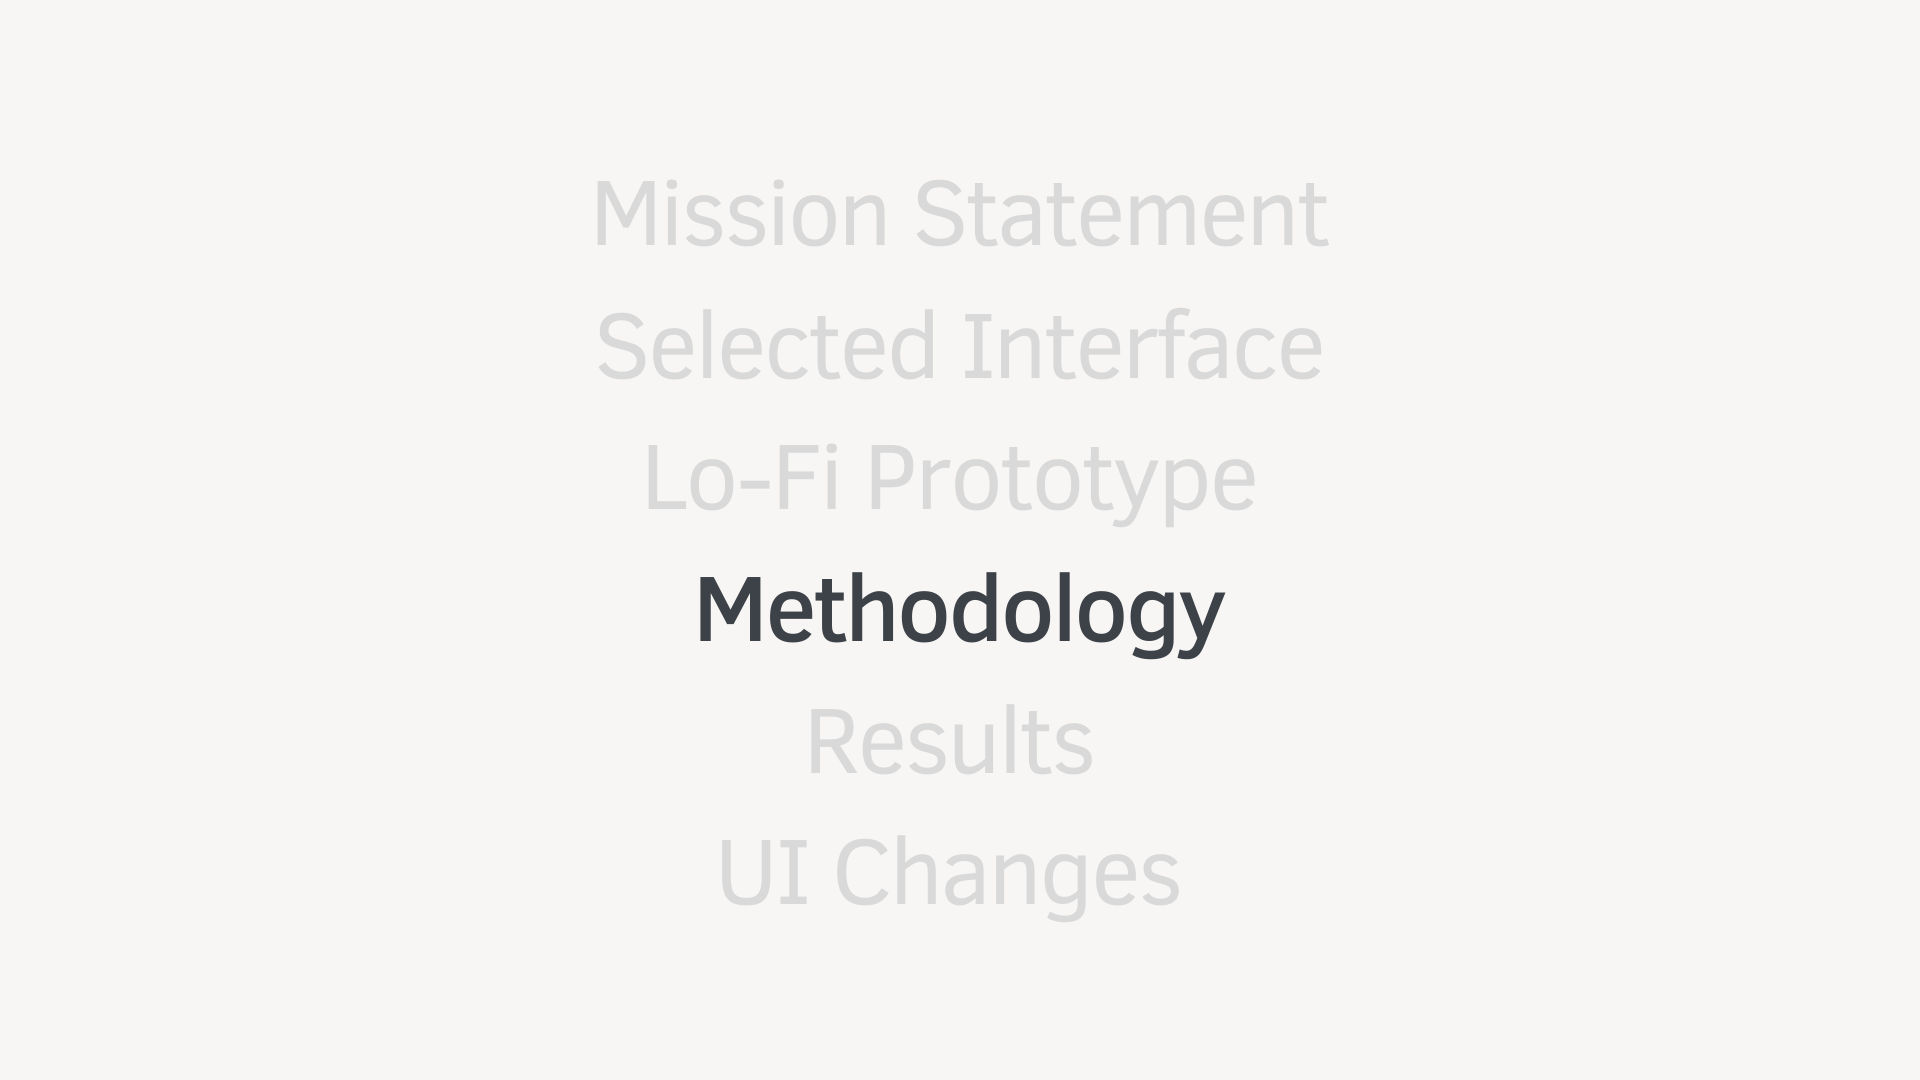 Mission Statement
Selected Interface
Lo-Fi Prototype
Methodology
Results
UI Changes